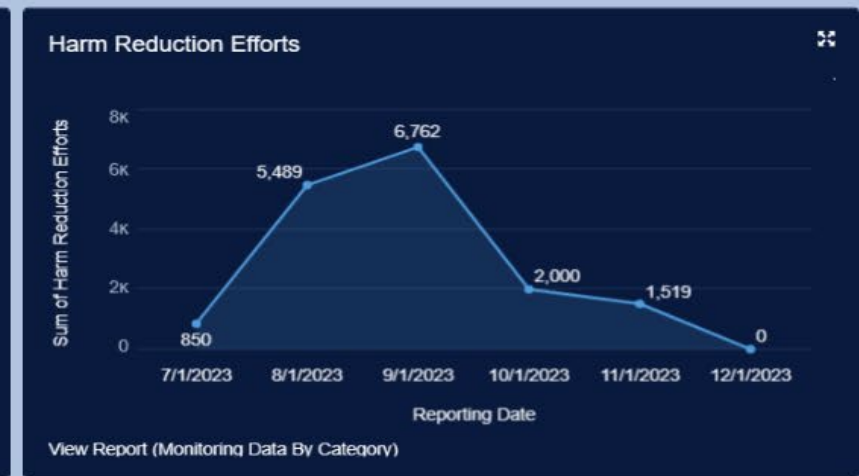 Harm Reduction Efforts
Sum of Harm Reduction Efforts
8K
6K
4K
2K
0
850
5,489
6,762
2,000
1,519
0
7/1/2023 8/1/2023 9/1/2023 10/1/2023 11/1/2023 12/1/2023
Reporting Date
View Report (Monitoring Data By Category)